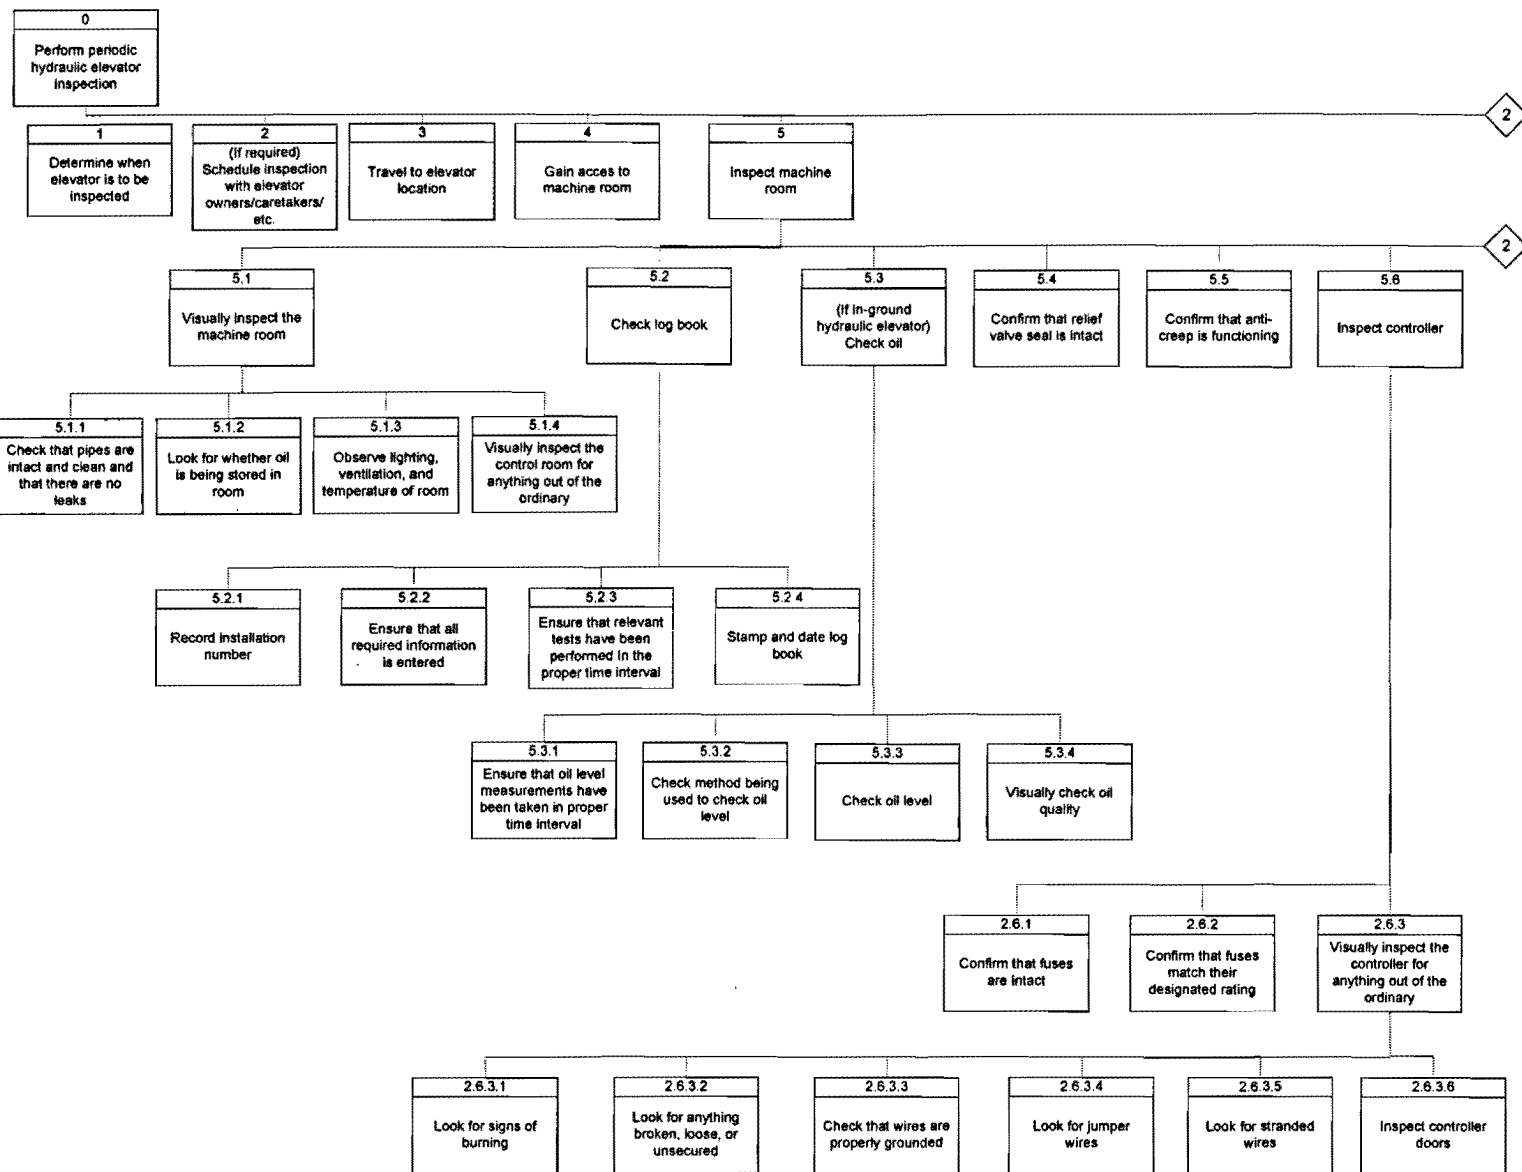 0
Perform periodic
hydraulic elevator
inspection
2
1
Determine when
elevator is to be
inspected
2
(If required)
Schedule inspection
with elevator
owners/caretakers/
etc.
3
Travel to elevator
location
4
Gain acces to
machine room
5
Inspect machine
room
2
5.1
Visually inspect the
machine room
5.2
Check log book
5.3
(If in-ground
hydraulic elevator)
Check oil
5.4
Confirm that relief
valve seal is intact
5.5
Confirm that anti-
creep is functioning
5.6
Inspect controller
5.1.1
Check that pipes are
intact and clean and
that there are no
leaks
5.1.2
Look for whether oil
is being stored in
room
5.1.3
Observe lighting,
ventilation, and
temperature of room
5.1.4
Visually inspect the
control room for
anything out of the
ordinary
5.2.1
Record installation
number
5.2.2
Ensure that all
required information
is entered
5.2.3
Ensure that relevant
tests have been
performed in the
proper time interval
5.2.4
Stamp and date log
book
5.3.1
Ensure that oil level
measurements have
been taken in proper
time interval
5.3.2
Check method being
used to check oil
level
5.3.3
Check oil level
5.3.4
Visually check oil
quality
2.6.1
Confirm that fuses
are intact
2.6.2
Confirm that fuses
match their
designated rating
2.6.3
Visually inspect the
controller for
anything out of the
ordinary
2.6.3.1
Look for signs of
burning
2.6.3.2
Look for anything
broken, loose, or
unsecured
2.6.3.3
Check that wires are
properly grounded
2.6.3.4
Look for jumper
wires
2.6.3.5
Look for stranded
wires
2.6.3.6
Inspect controller
doors